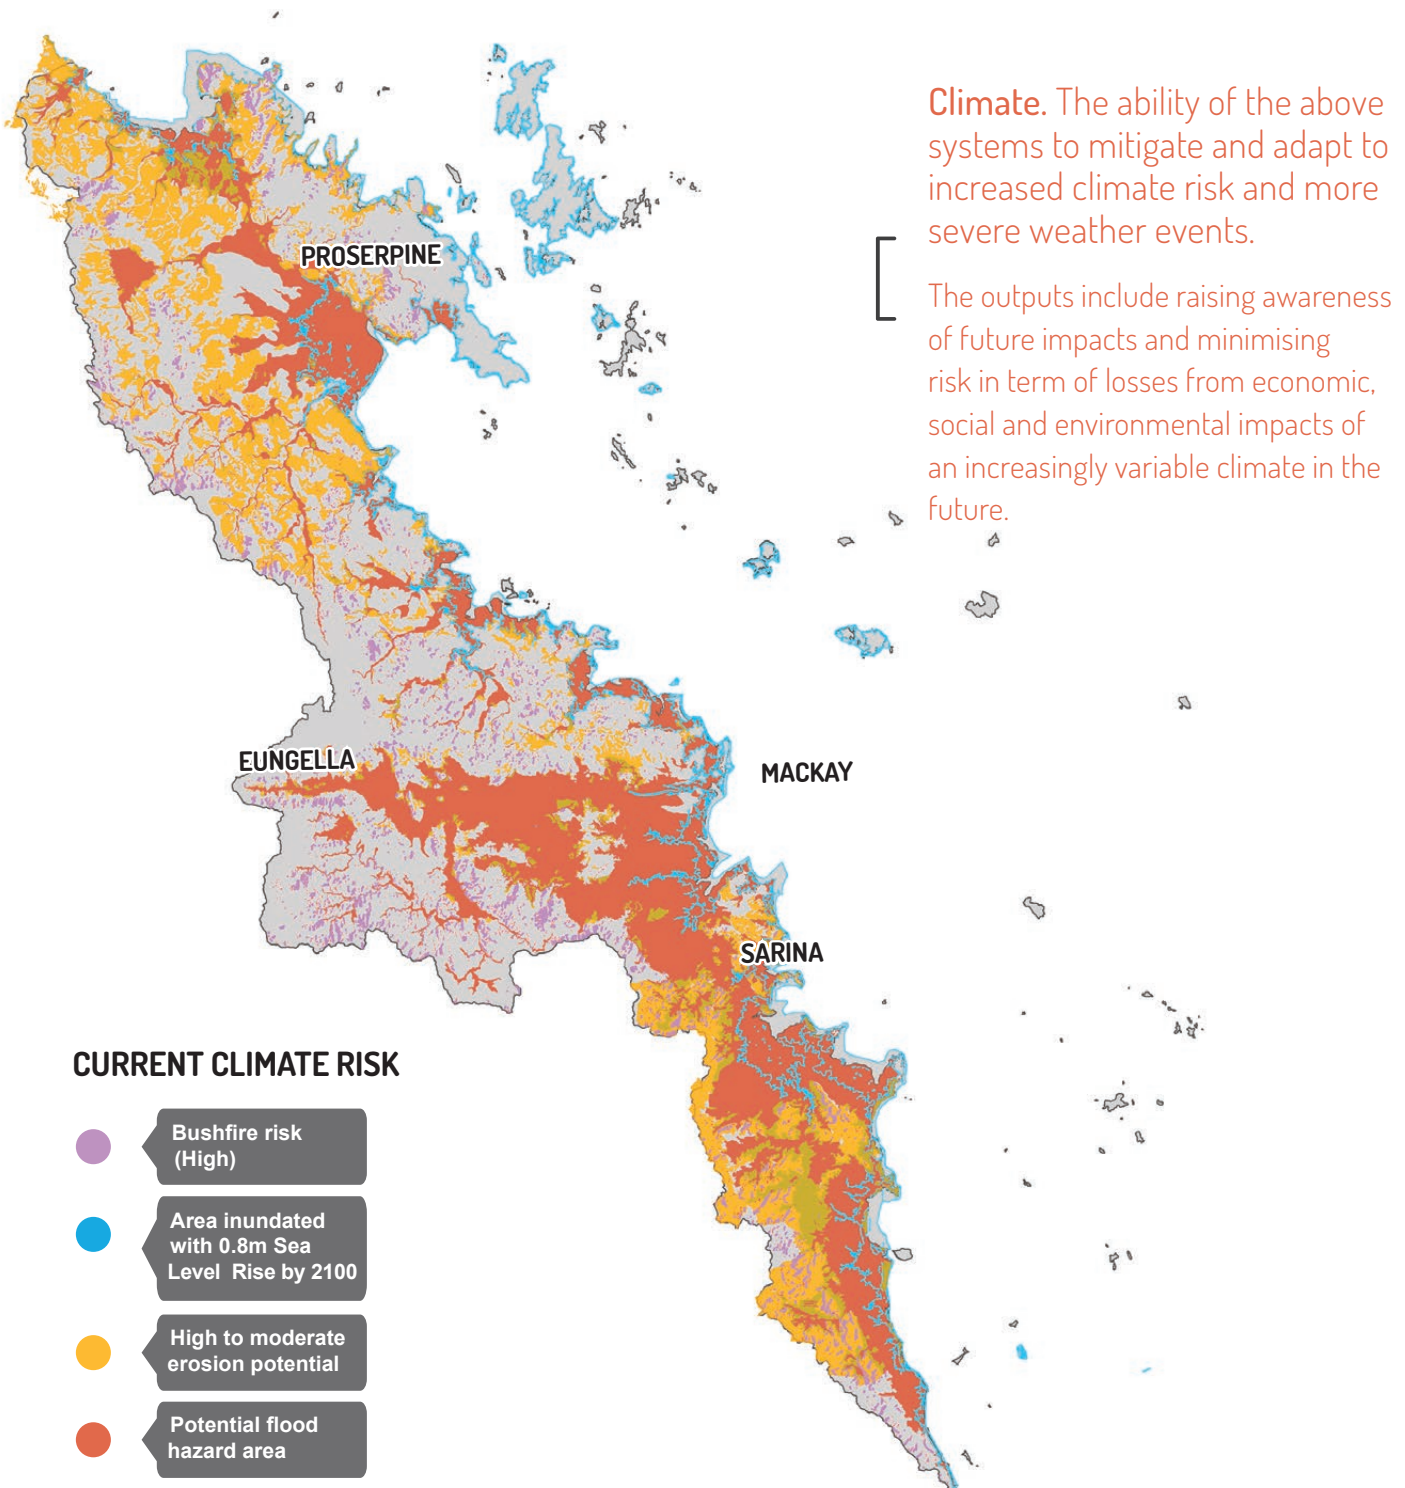 Climate. The ability of the above
systems to mitigate and adapt to
increased climate risk and more
severe weather events.
The outputs include raising awareness
of future impacts and minimising
risk in term of losses from economic,
social and environmental impacts of
an increasingly variable climate in the
future.
PROSERPINE
EUNGELLA
MACKAY
SARINA
CURRENT CLIMATE RISK
Bushfire risk
(High)
Area inundated
with 0.8m Sea
Level Rise by 2100
High to moderate
erosion potential
Potential flood
hazard area